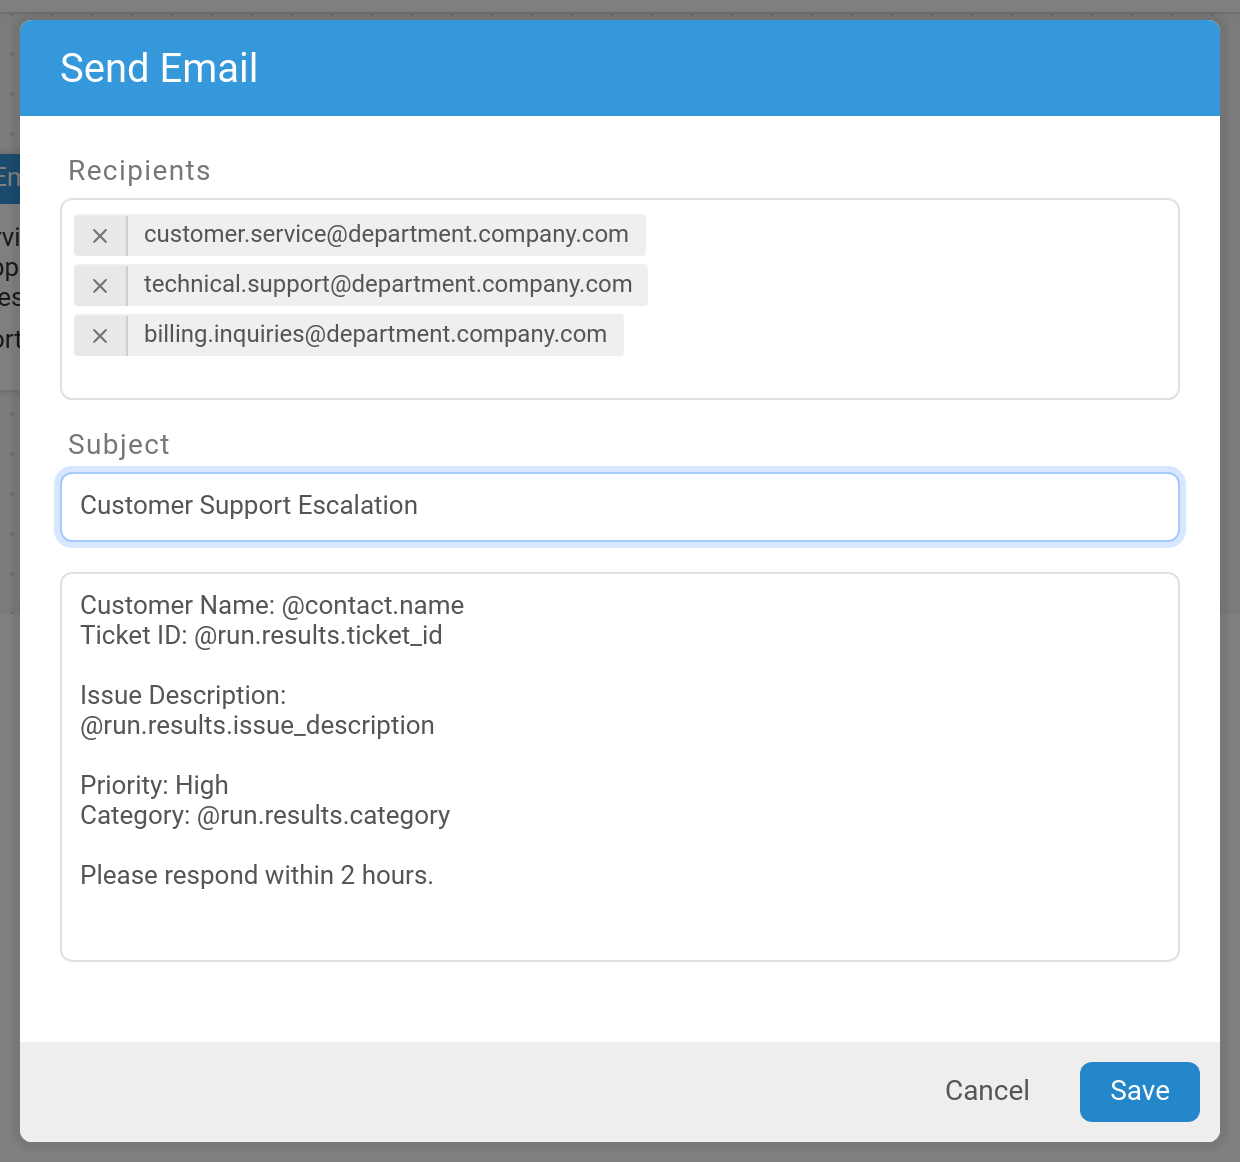 Send Email
Recipients
customer.service@department.company.com
technical.support@department.company.com
billing.inquiries@department.company.com
Subject
Customer Support Escalation
Customer Name: @contact.name
Ticket ID: @run.results.ticket_id
Issue Description:
@run.results.issue_description
Priority: High
Category: @run.results.category
Please respond within 2 hours.
Cancel
Save